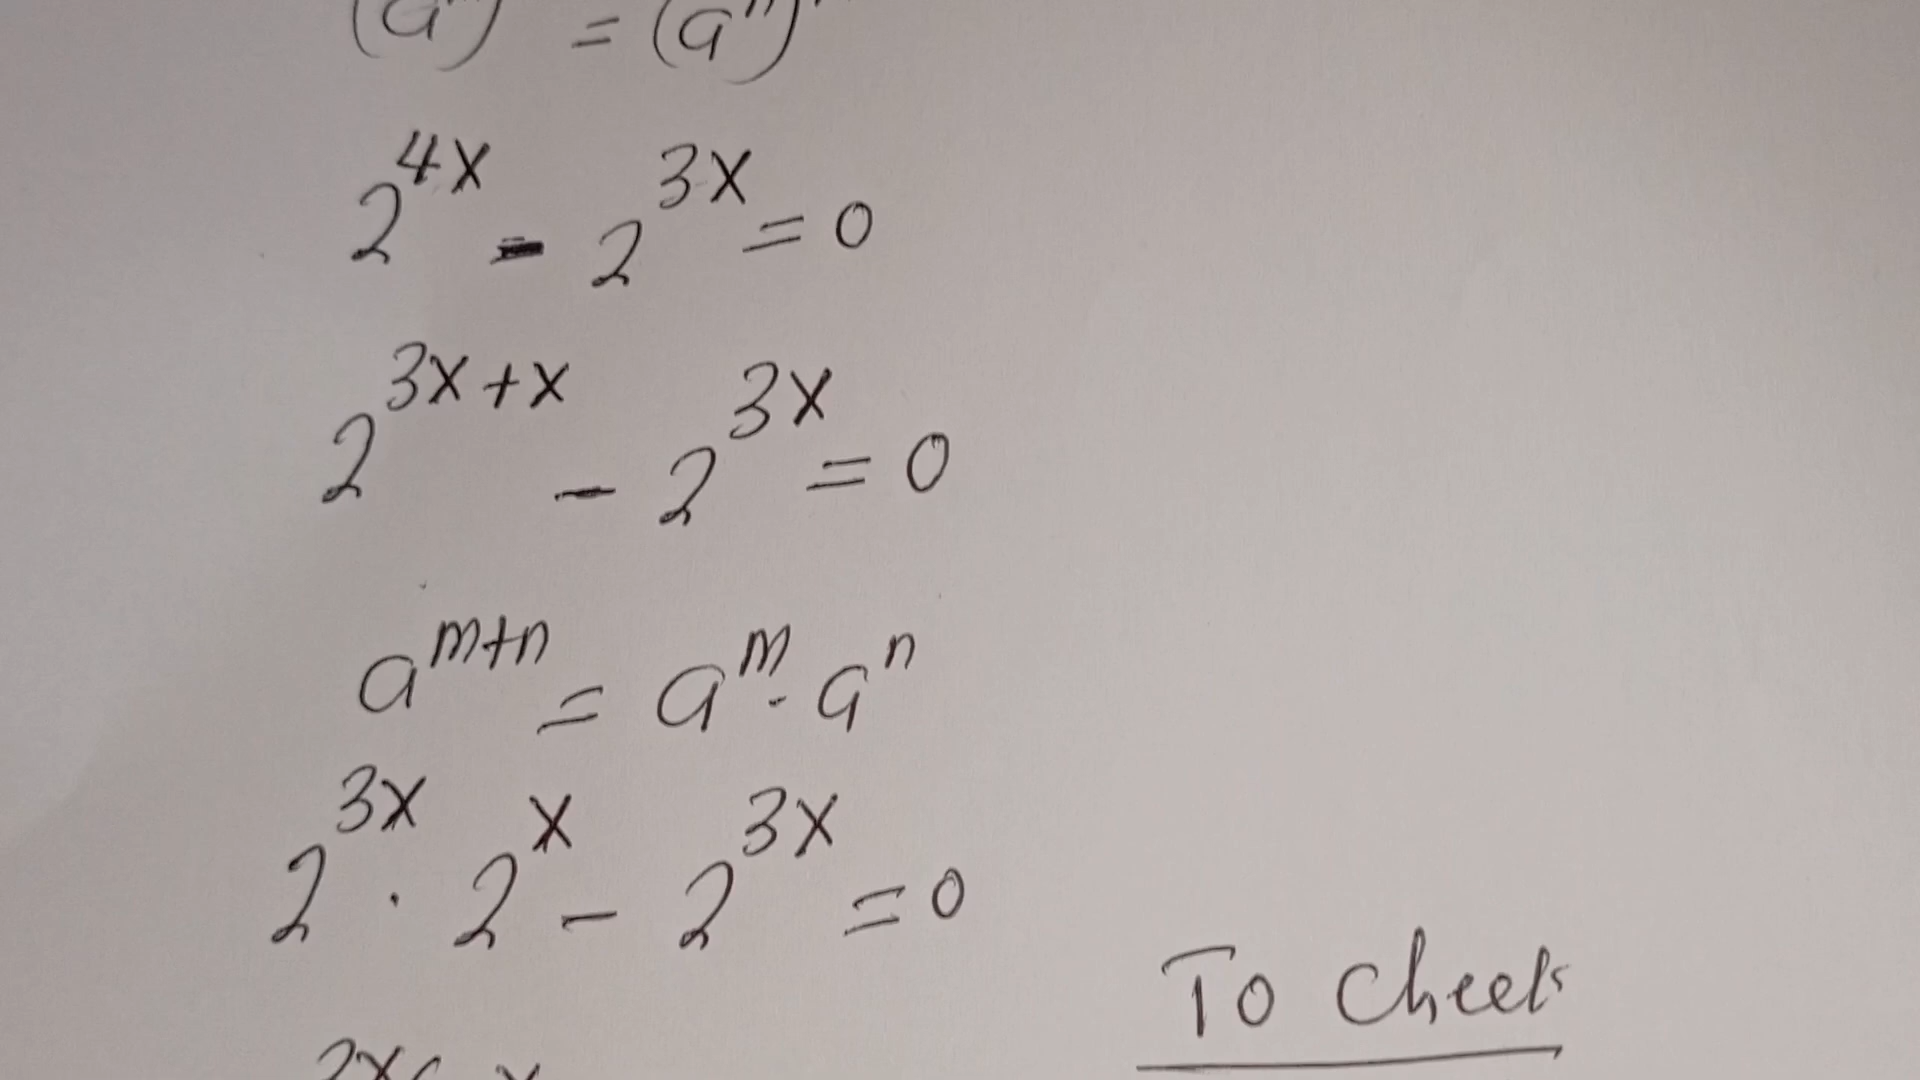 2^{4x} - 2^{3x} = 0
2^{3x+x} - 2^{3x} = 0
a^{m+n} = a^m · a^n
2^{3x} · 2^x - 2^{3x} = 0
To Check